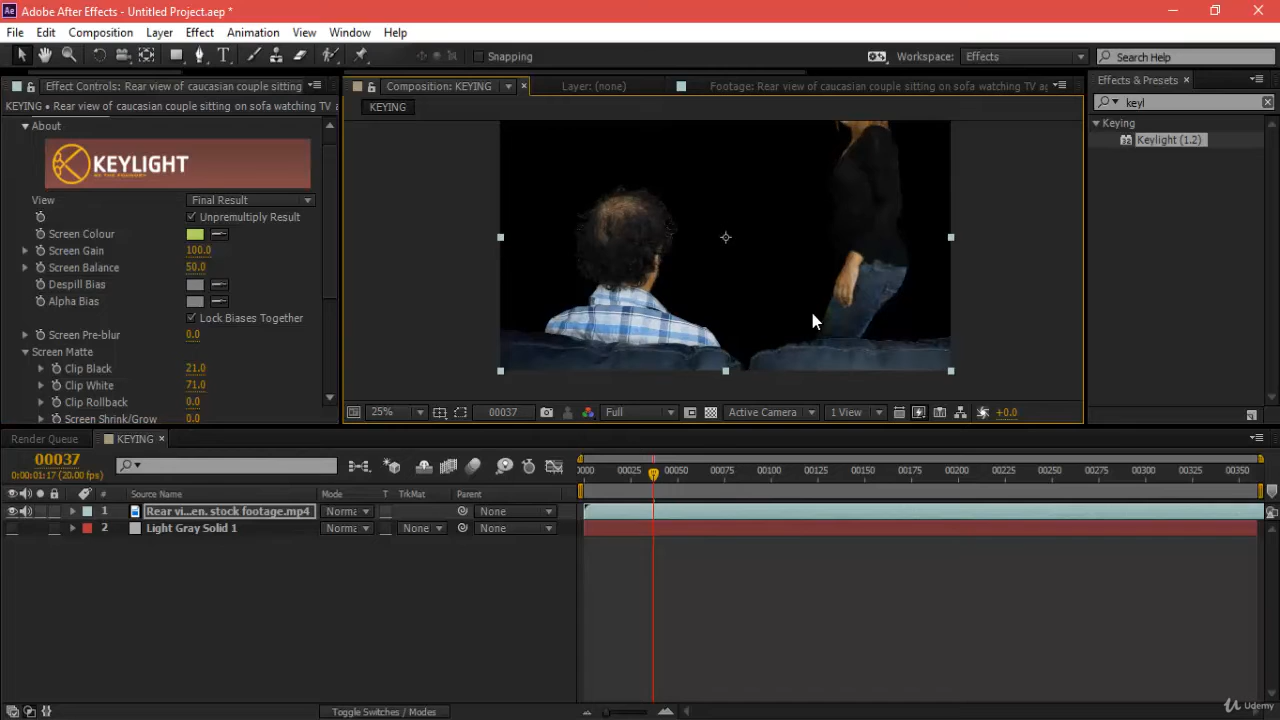 Adobe After Effects - Untitled Project.aep *
File Edit Composition Layer Effect Animation View Window Help
Snapping
Workspace: Effects
Search Help
Effect Controls: Rear view of caucasian couple sitting
Composition: KEYING
Layer: (none)
Footage: Rear view of caucasian couple sitting on sofa watching TV ag
Effects & Presets
KEYING • Rear view of caucasian couple sitting on sofa
KEYING
keyl
About
Keying
KEYLIGHT
Keylight (1.2)
View Final Result
Unpremultiply Result
Screen Colour
Screen Gain 100.0
Screen Balance 50.0
Despill Bias
Alpha Bias
Lock Biases Together
Screen Pre-blur 0.0
Screen Matte
Clip Black 21.0
Clip White 71.0
Clip Rollback 0.0
Screen Shrink/Grow 0.0
25% 00037 Full Active Camera 1 View +0.0
Render Queue KEYING
00037
0:00:01:17 (20.00 fps)
0000 00025 00050 00075 00100 00125 00150 00175 00200 00225 00250 00275 00300 00325 00350
# Source Name Mode T TrkMat Parent
1 Rear vi...en. stock footage.mp4 Norma None
2 Light Gray Solid 1 Norma None None
Toggle Switches / Modes
Udemy